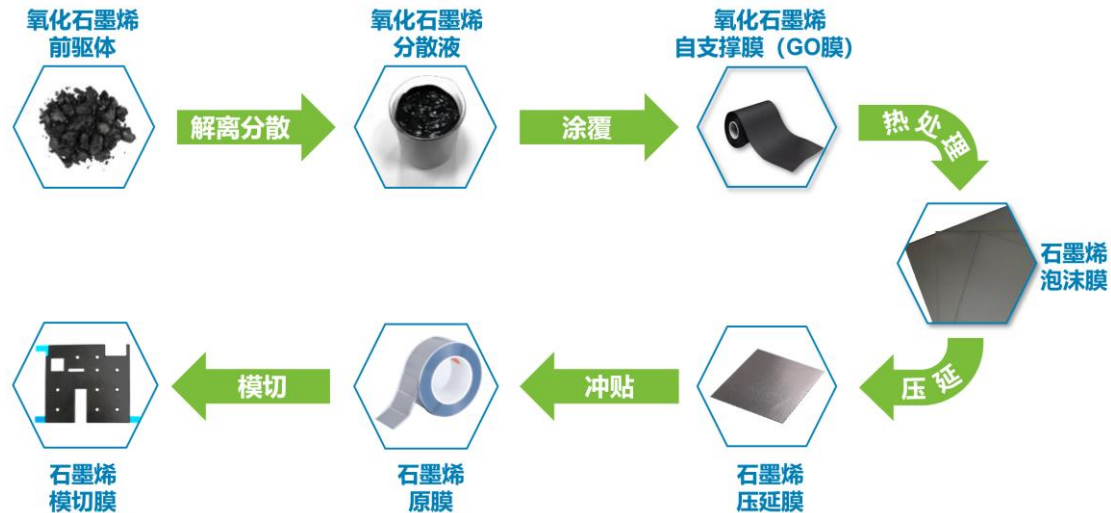 氧化石墨烯
前驱体
解离分散
氧化石墨烯
分散液
涂覆
氧化石墨烯
自支撑膜（GO膜）
热处理
石墨烯
泡沫膜
压延
石墨烯
压延膜
冲贴
石墨烯
原膜
模切
石墨烯
模切膜